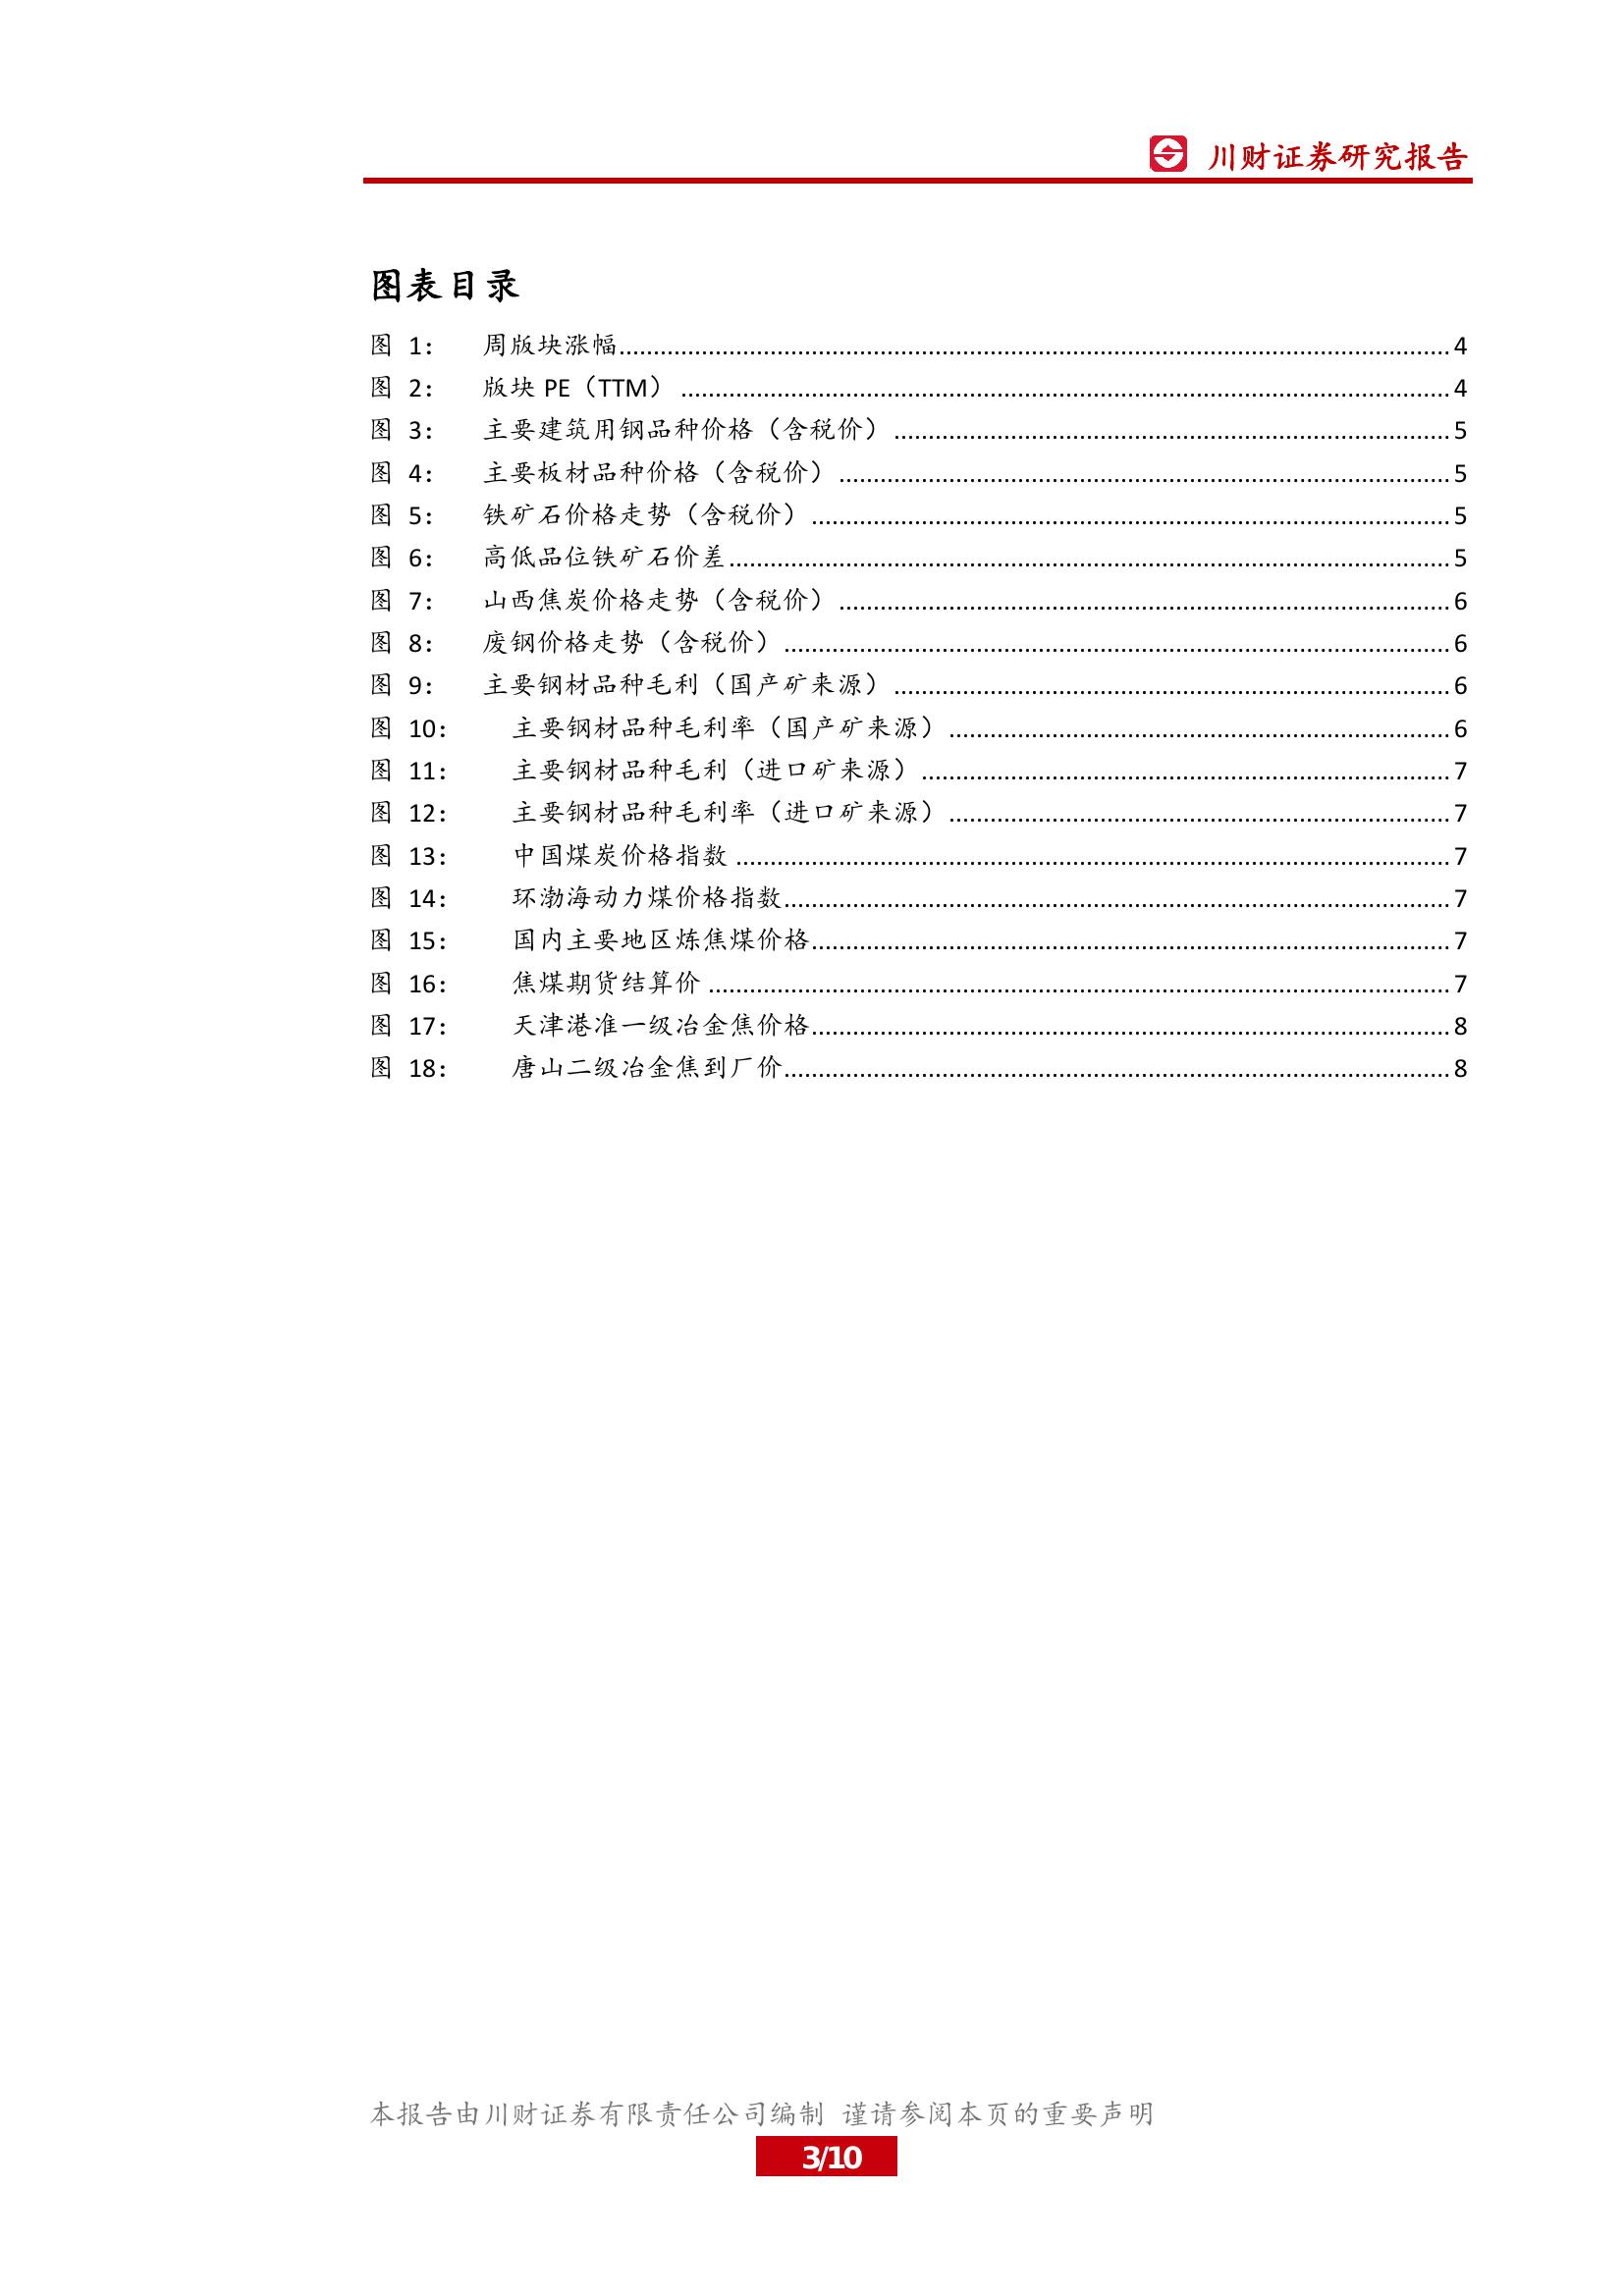 川财证券研究报告
图表目录
图 1： 周版块涨幅........................................4
图 2： 版块 PE（TTM）........................................4
图 3： 主要建筑用钢品种价格（含税价）........................................5
图 4： 主要板材品种价格（含税价）........................................5
图 5： 铁矿石价格走势（含税价）........................................5
图 6： 高低品位铁矿石价差........................................5
图 7： 山西焦炭价格走势（含税价）........................................6
图 8： 废钢价格走势（含税价）........................................6
图 9： 主要钢材品种毛利（国产矿来源）........................................6
图 10： 主要钢材品种毛利率（国产矿来源）........................................6
图 11： 主要钢材品种毛利（进口矿来源）........................................7
图 12： 主要钢材品种毛利率（进口矿来源）........................................7
图 13： 中国煤炭价格指数........................................7
图 14： 环渤海动力煤价格指数........................................7
图 15： 国内主要地区炼焦煤价格........................................7
图 16： 焦煤期货结算价........................................7
图 17： 天津港准一级冶金焦价格........................................8
图 18： 唐山二级冶金焦到厂价........................................8
本报告由川财证券有限责任公司编制 谨请参阅本页的重要声明
3/10